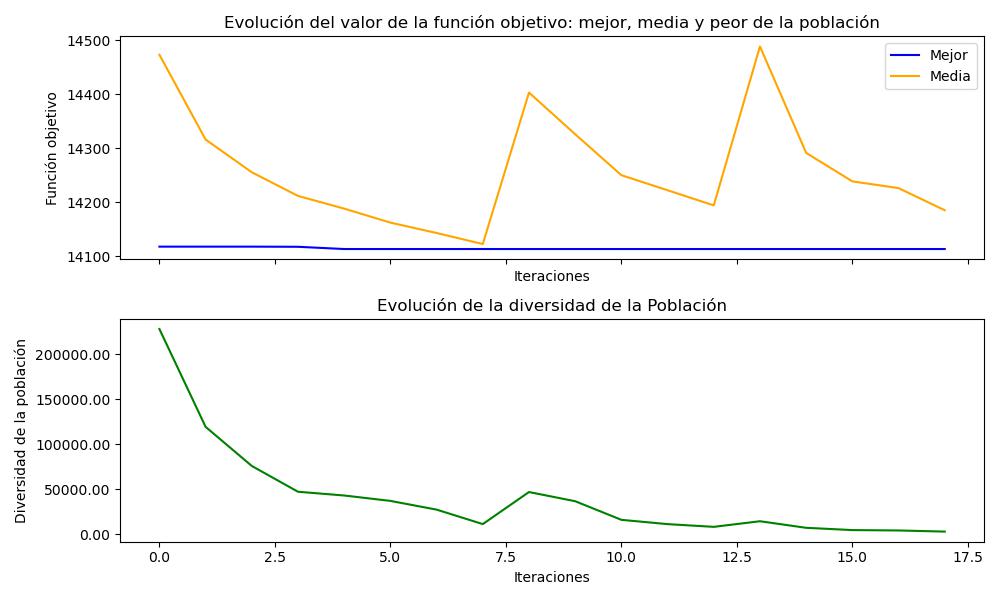 Evolución del valor de la función objetivo: mejor, media y peor de la población
14500
14400
14300
14200
14100
Función objetivo
Mejor
Media
Iteraciones
Evolución de la diversidad de la Población
200000.00
150000.00
100000.00
50000.00
0.00
Diversidad de la población
0.0 2.5 5.0 7.5 10.0 12.5 15.0 17.5
Iteraciones